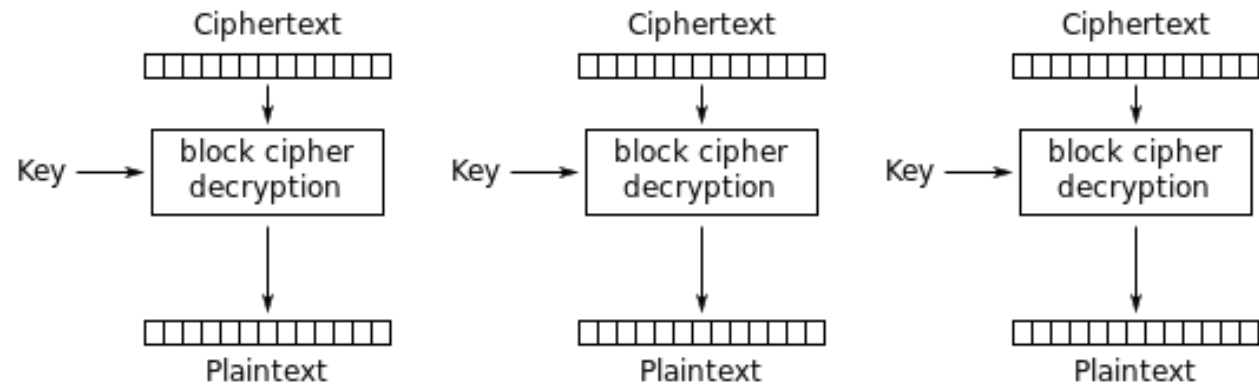 Ciphertext
Ciphertext
Ciphertext
Key
block cipher
decryption
Key
block cipher
decryption
Key
block cipher
decryption
Plaintext
Plaintext
Plaintext